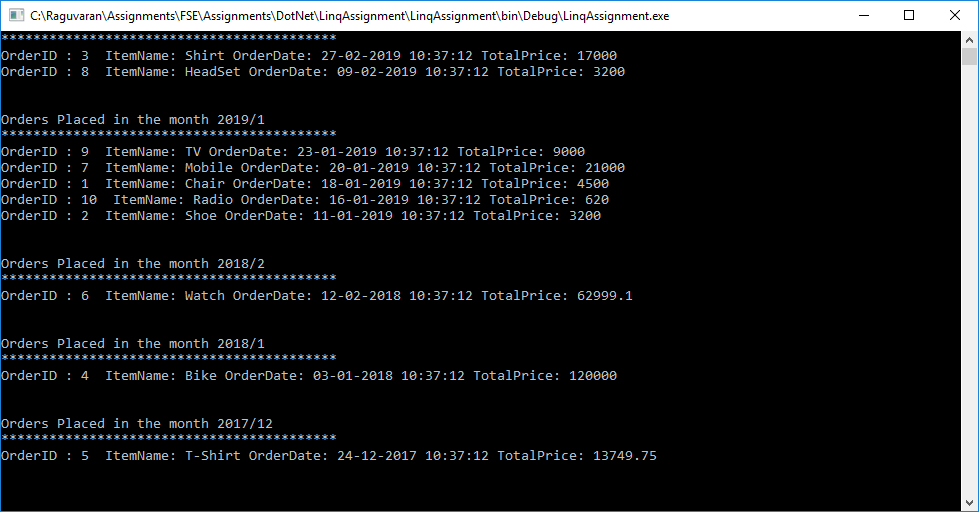 C:\Raguvaran\Assignments\FSE\Assignments\DotNet\LinqAssignment\LinqAssignment\bin\Debug\LinqAssignment.exe
******************************************
OrderID : 3  ItemName: Shirt OrderDate: 27-02-2019 10:37:12 TotalPrice: 17000
OrderID : 8  ItemName: HeadSet OrderDate: 09-02-2019 10:37:12 TotalPrice: 3200
Orders Placed in the month 2019/1
******************************************
OrderID : 9  ItemName: TV OrderDate: 23-01-2019 10:37:12 TotalPrice: 9000
OrderID : 7  ItemName: Mobile OrderDate: 20-01-2019 10:37:12 TotalPrice: 21000
OrderID : 1  ItemName: Chair OrderDate: 18-01-2019 10:37:12 TotalPrice: 4500
OrderID : 10  ItemName: Radio OrderDate: 16-01-2019 10:37:12 TotalPrice: 620
OrderID : 2  ItemName: Shoe OrderDate: 11-01-2019 10:37:12 TotalPrice: 3200
Orders Placed in the month 2018/2
******************************************
OrderID : 6  ItemName: Watch OrderDate: 12-02-2018 10:37:12 TotalPrice: 62999.1
Orders Placed in the month 2018/1
******************************************
OrderID : 4  ItemName: Bike OrderDate: 03-01-2018 10:37:12 TotalPrice: 120000
Orders Placed in the month 2017/12
******************************************
OrderID : 5  ItemName: T-Shirt OrderDate: 24-12-2017 10:37:12 TotalPrice: 13749.75